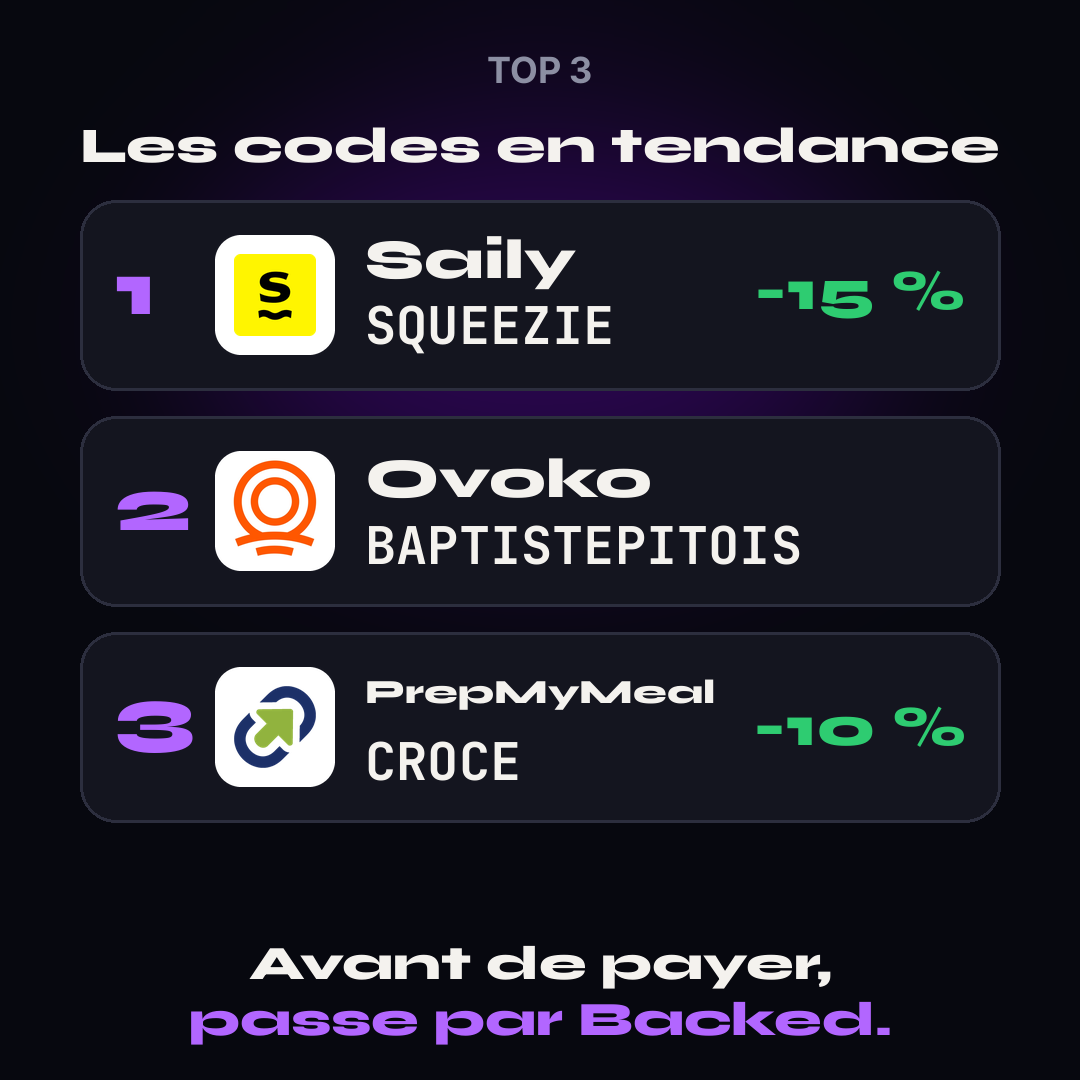 TOP 3
Les codes en tendance
1
S
Saily
SQUEEZIE
-15 %
2
Ovoko
BAPTISTEPITOIS
3
PrepMyMeal
CROCE
-10 %
Avant de payer,
passe par Backed.